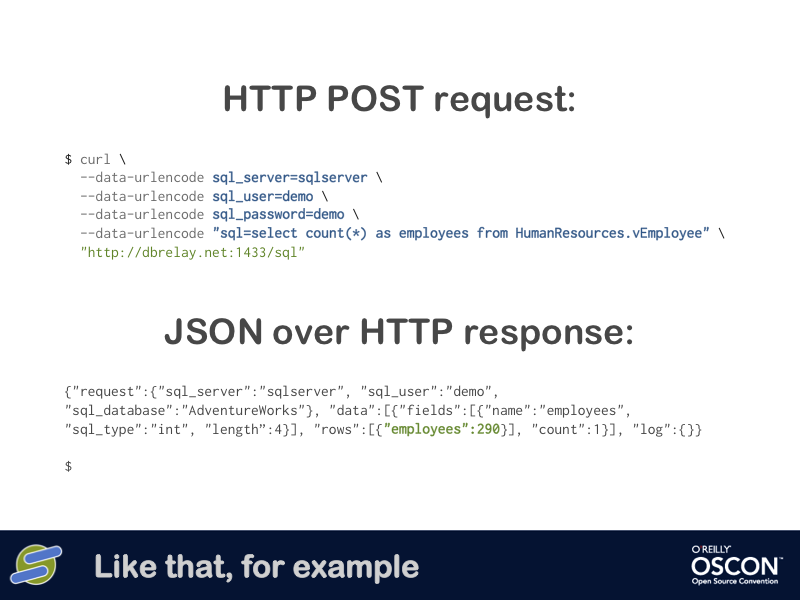 HTTP POST request:
$ curl \
--data-urlencode sql_server=sqlserver \
--data-urlencode sql_user=demo \
--data-urlencode sql_password=demo \
--data-urlencode "sql=select count(*) as employees from HumanResources.vEmployee" \
"http://dbrelay.net:1433/sql"
JSON over HTTP response:
{"request":{"sql_server":"sqlserver", "sql_user":"demo",
"sql_database":"AdventureWorks"}, "data":[{"fields":[{"name":"employees",
"sql_type":"int", "length”:4}], "rows":[{"employees":290}], "count":1}], "log":{}}
$
Like that, for example
O'REILLY
OSCON™
Open Source Convention